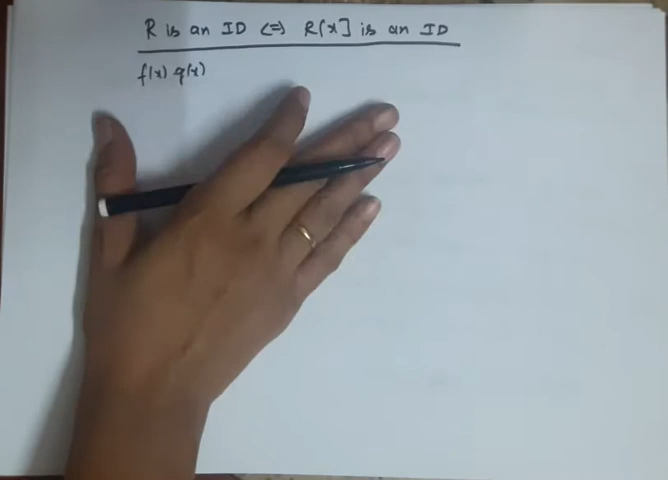 R is an ID <=> R[x] is an ID
f(x) g(x)